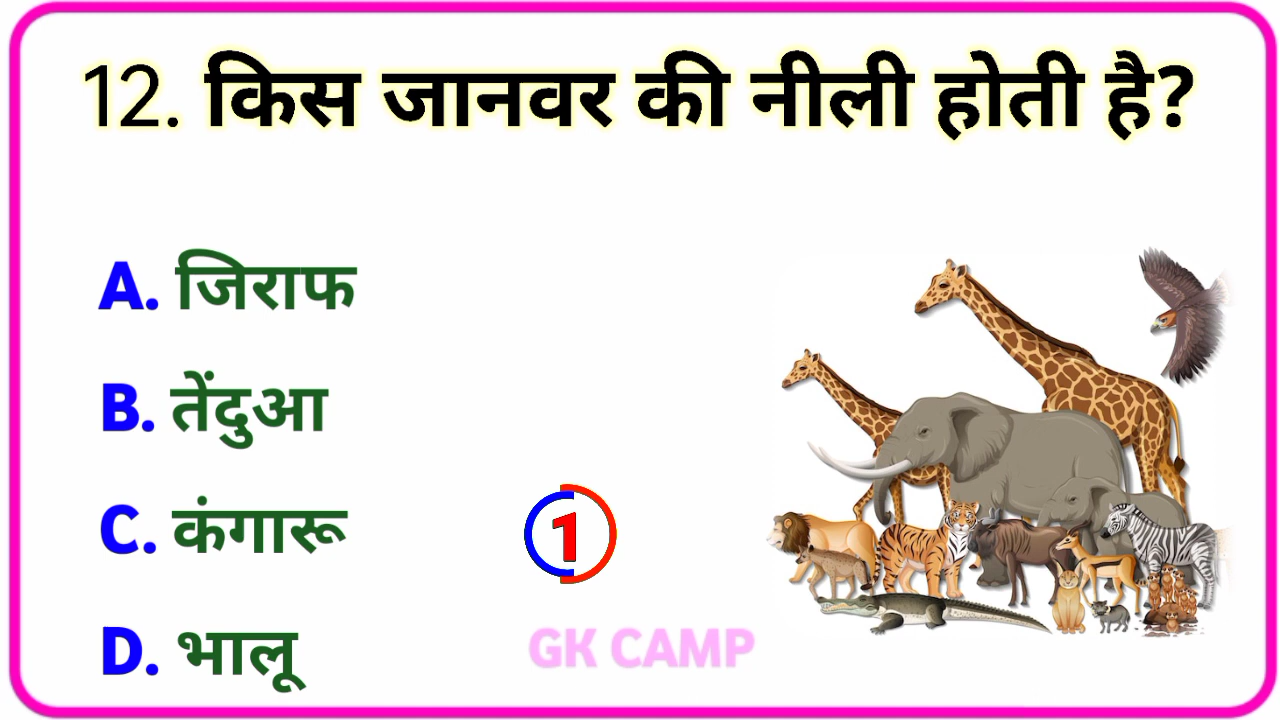 12. किस जानवर की नीली होती है?
A. जिराफ
B. तेंदुआ
C. कंगारू
1
D. भालू
GK CAMP